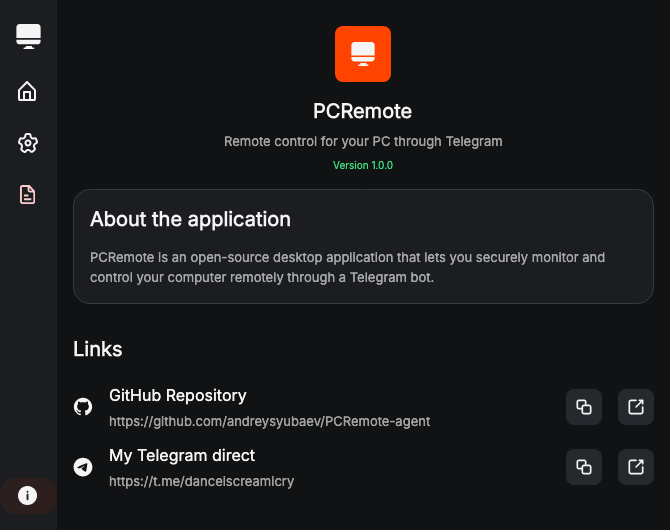 PCRemote
Remote control for your PC through Telegram
Version 1.0.0
About the application
PCRemote is an open-source desktop application that lets you securely monitor and
control your computer remotely through a Telegram bot.
Links
GitHub Repository
https://github.com/andreysyubaev/PCRemote-agent
My Telegram direct
https://t.me/danceiscreamicry